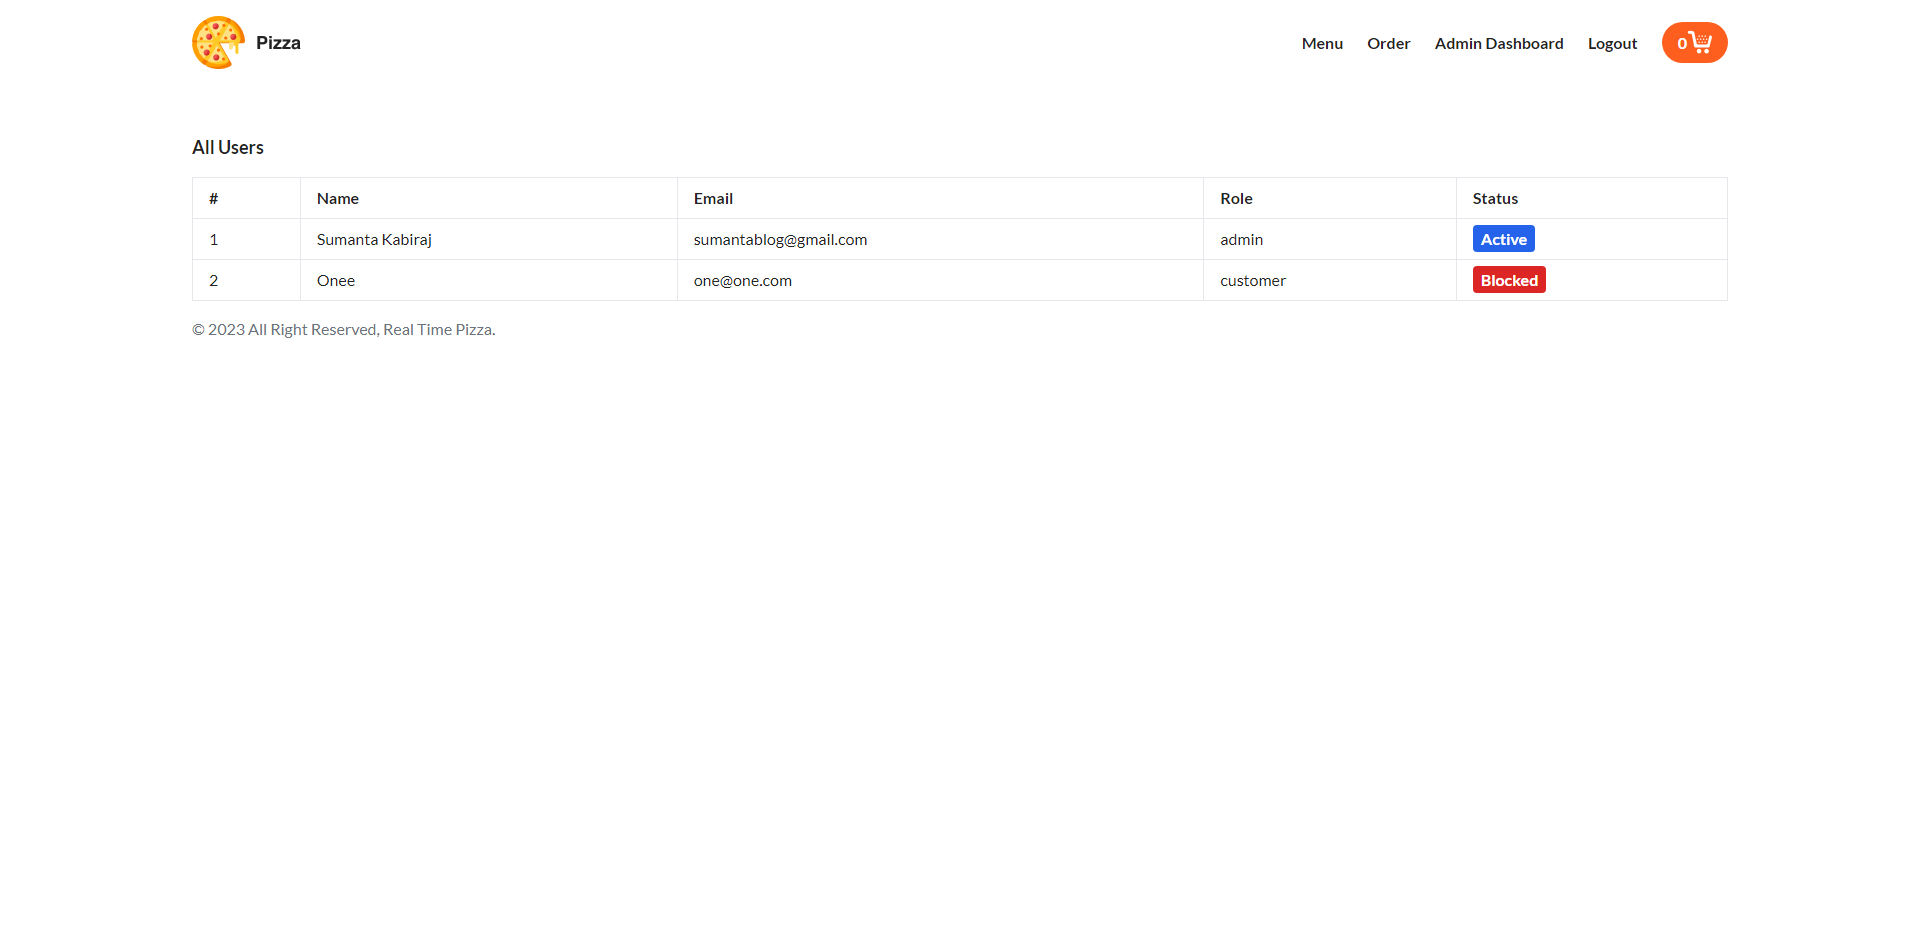 Pizza
Menu Order Admin Dashboard Logout 0
All Users
# Name Email Role Status
1 Sumanta Kabiraj sumantablog@gmail.com admin Active
2 Onee one@one.com customer Blocked
© 2023 All Right Reserved, Real Time Pizza.